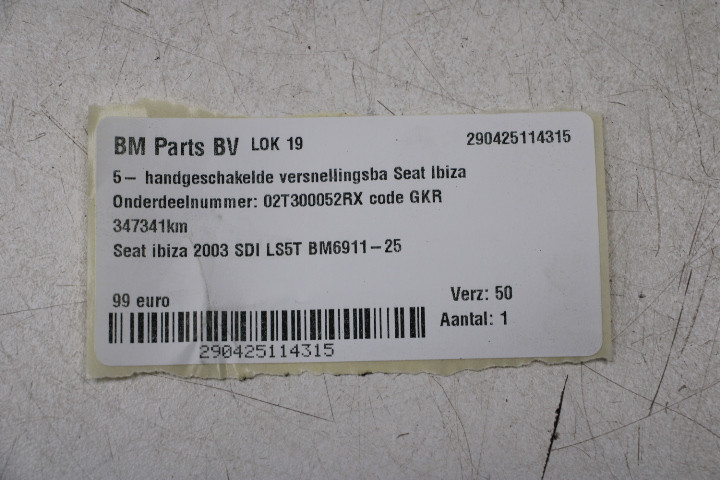 BM Parts BV LOK 19 290425114315
5- handgeschakelde versnellingsba Seat Ibiza
Onderdeelnummer: 02T300052RX code GKR
347341km
Seat ibiza 2003 SDI LS5T BM6911-25
99 euro Verz: 50
Aantal: 1
290425114315